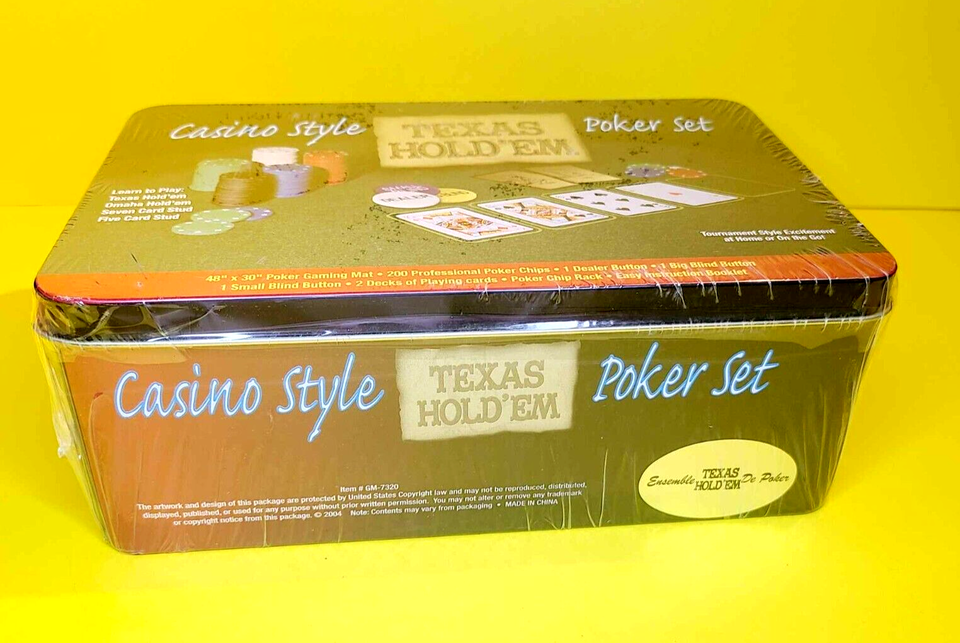 Casino Style
TEXAS
HOLD'EM
Poker Set
Learn to Play:
Texas Hold'em
Omaha Hold'em
Seven Card Stud
Five Card Stud
DEALER
Tournament Style Excitement
at Home or On the Go!
48" x 30" Poker Gaming Mat • 200 Professional Poker Chips • 1 Dealer Button • 1 Big Blind Button
1 Small Blind Button • 2 Decks of Playing cards • Poker Chip Rack • Easy Instruction Booklet
Casino Style
TEXAS
HOLD'EM
Poker Set
Item # GM-7320
The artwork and design of this package are protected by United States Copyright law and may not be reproduced, distributed,
displayed, published, or used for any purpose without prior written permission. You may not alter or remove any trademark
or copyright notice from this package. © 2004 Note: Contents may vary from packaging • MADE IN CHINA
Ensemble TEXAS HOLD'EM De Poker